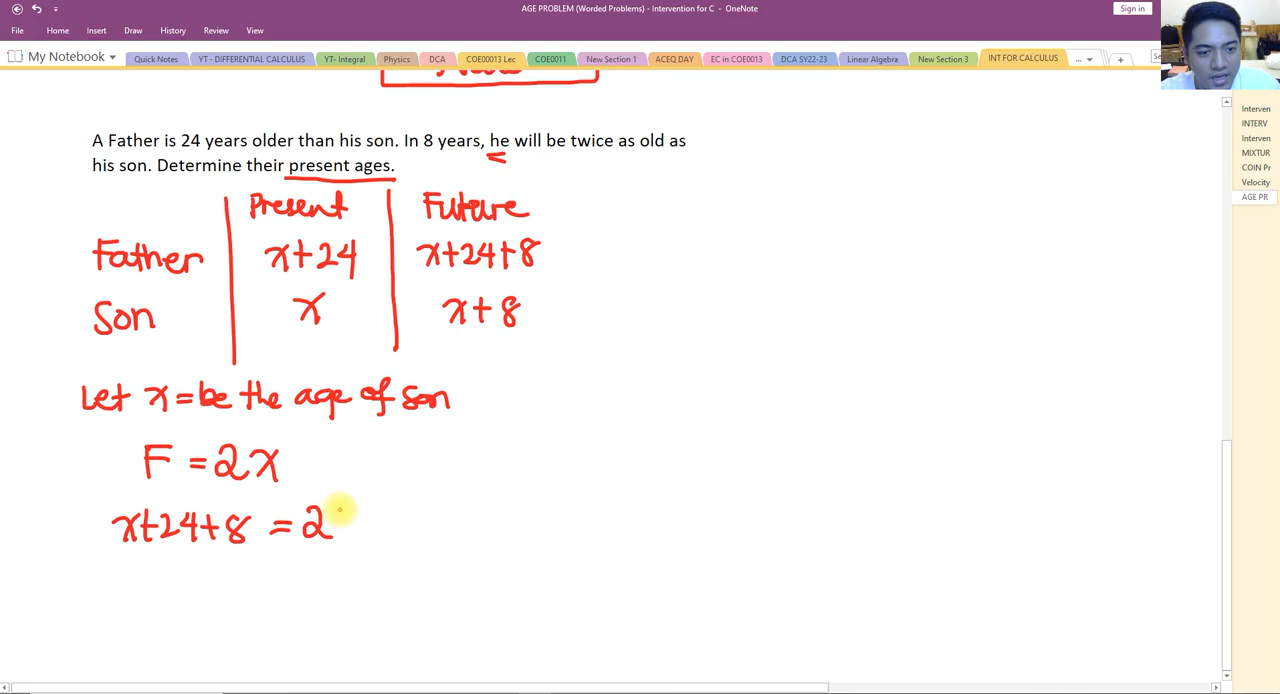 AGE PROBLEM (Worded Problems) - Intervention for C - OneNote
Sign in
File Home Insert Draw History Review View
My Notebook Quick Notes YT - DIFFERENTIAL CALCULUS YT- Integral Physics DCA COE00013 Lec COE0011 New Section 1 ACEQ DAY EC in COE0013 DCA SY22-23 Linear Algebra New Section 3 INT FOR CALCULUS ... +
Interven
INTERV
Interven
MIXTUR
COIN Pr
Velocity
AGE PR
A Father is 24 years older than his son. In 8 years, he will be twice as old as
his son. Determine their present ages.
Present Future
Father x+24 x+24+8
Son x x+8
Let x = be the age of son
F = 2x
x+24+8 = 2